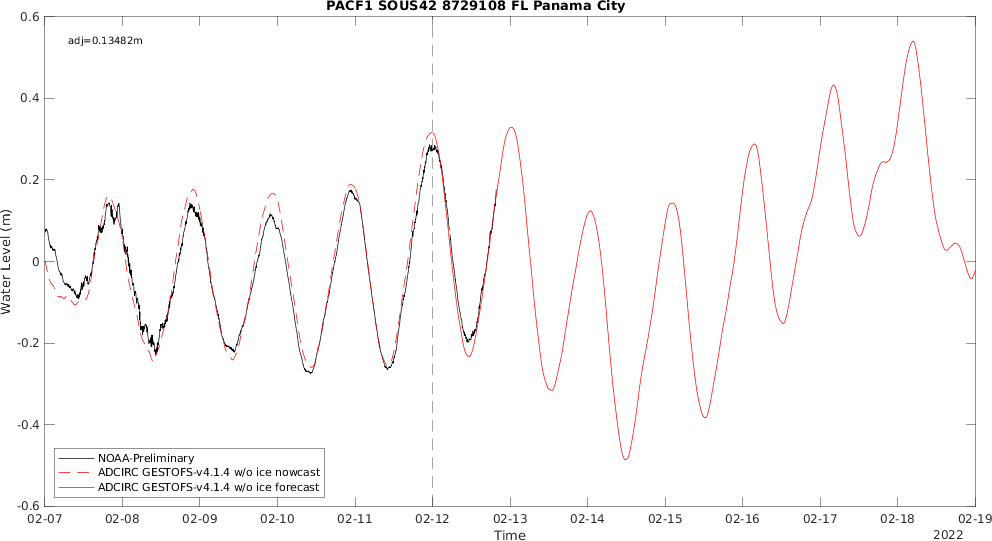 PACF1 SOUS42 8729108 FL Panama City
adj=0.13482m
0.6
0.4
0.2
0
-0.2
-0.4
-0.6
Water Level (m)
NOAA-Preliminary
ADCIRC GESTOFS-v4.1.4 w/o ice nowcast
ADCIRC GESTOFS-v4.1.4 w/o ice forecast
02-07 02-08 02-09 02-10 02-11 02-12 02-13 02-14 02-15 02-16 02-17 02-18 02-19
Time
2022